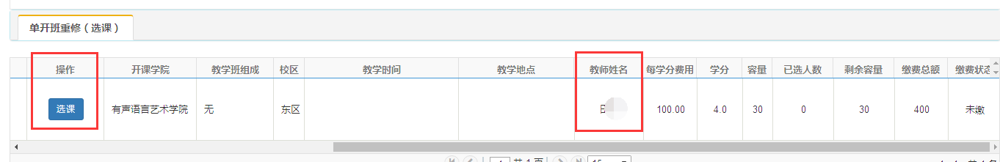 单开班重修（选课）
操作 开课学院 教学班组成 校区 教学时间 教学地点 教师姓名 每学分费用 学分 容量 已选人数 剩余容量 缴费总额 缴费状态
选课 有声语言艺术学院 无 东区 100.00 4.0 30 0 30 400 未缴
共 1 页 15